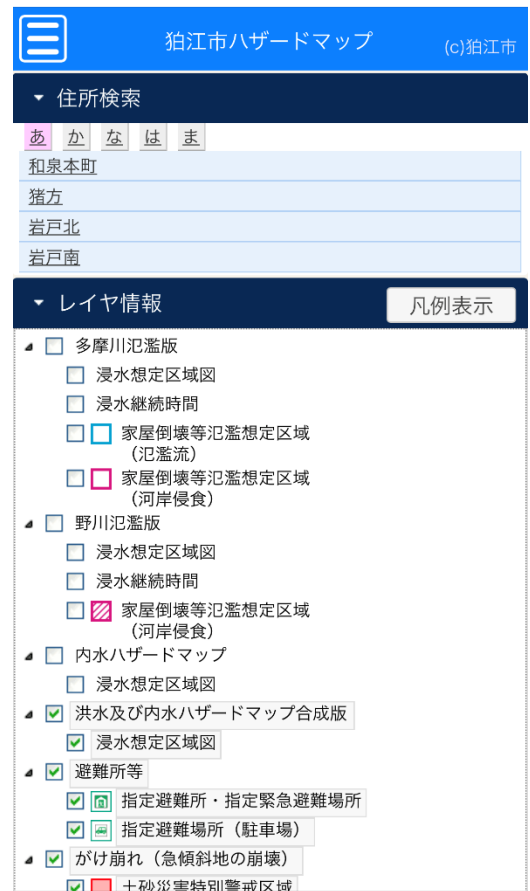 狛江市ハザードマップ
(c)狛江市
住所検索
あ か な は ま
和泉本町
猪方
岩戸北
岩戸南
レイヤ情報
凡例表示
多摩川氾濫版
浸水想定区域図
浸水継続時間
家屋倒壊等氾濫想定区域
（氾濫流）
家屋倒壊等氾濫想定区域
（河岸侵食）
野川氾濫版
浸水想定区域図
浸水継続時間
家屋倒壊等氾濫想定区域
（河岸侵食）
内水ハザードマップ
浸水想定区域図
洪水及び内水ハザードマップ合成版
浸水想定区域図
避難所等
指定避難所・指定緊急避難場所
指定避難場所（駐車場）
がけ崩れ（急傾斜地の崩壊）
土砂災害特別警戒区域